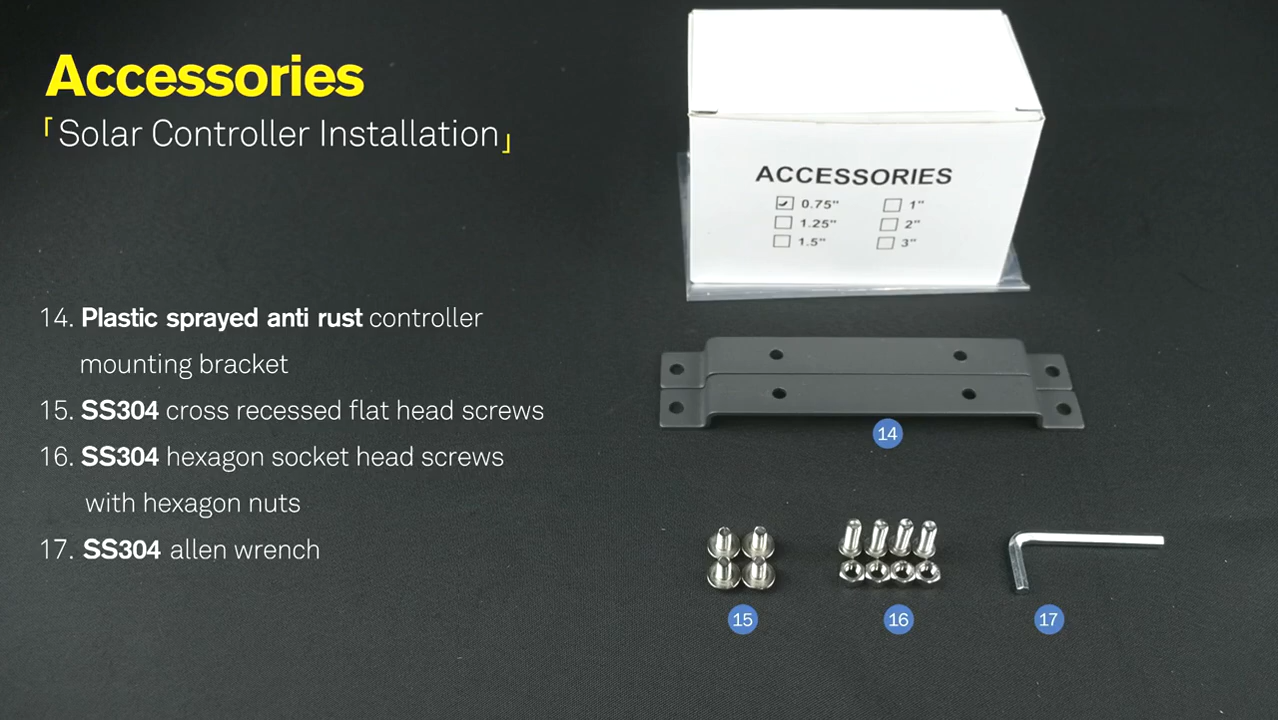 Accessories
「Solar Controller Installation」
14. Plastic sprayed anti rust controller
mounting bracket
15. SS304 cross recessed flat head screws
16. SS304 hexagon socket head screws
with hexagon nuts
17. SS304 allen wrench
ACCESSORIES
0.75" 1"
1.25" 2"
1.5" 3"
14
15 16 17